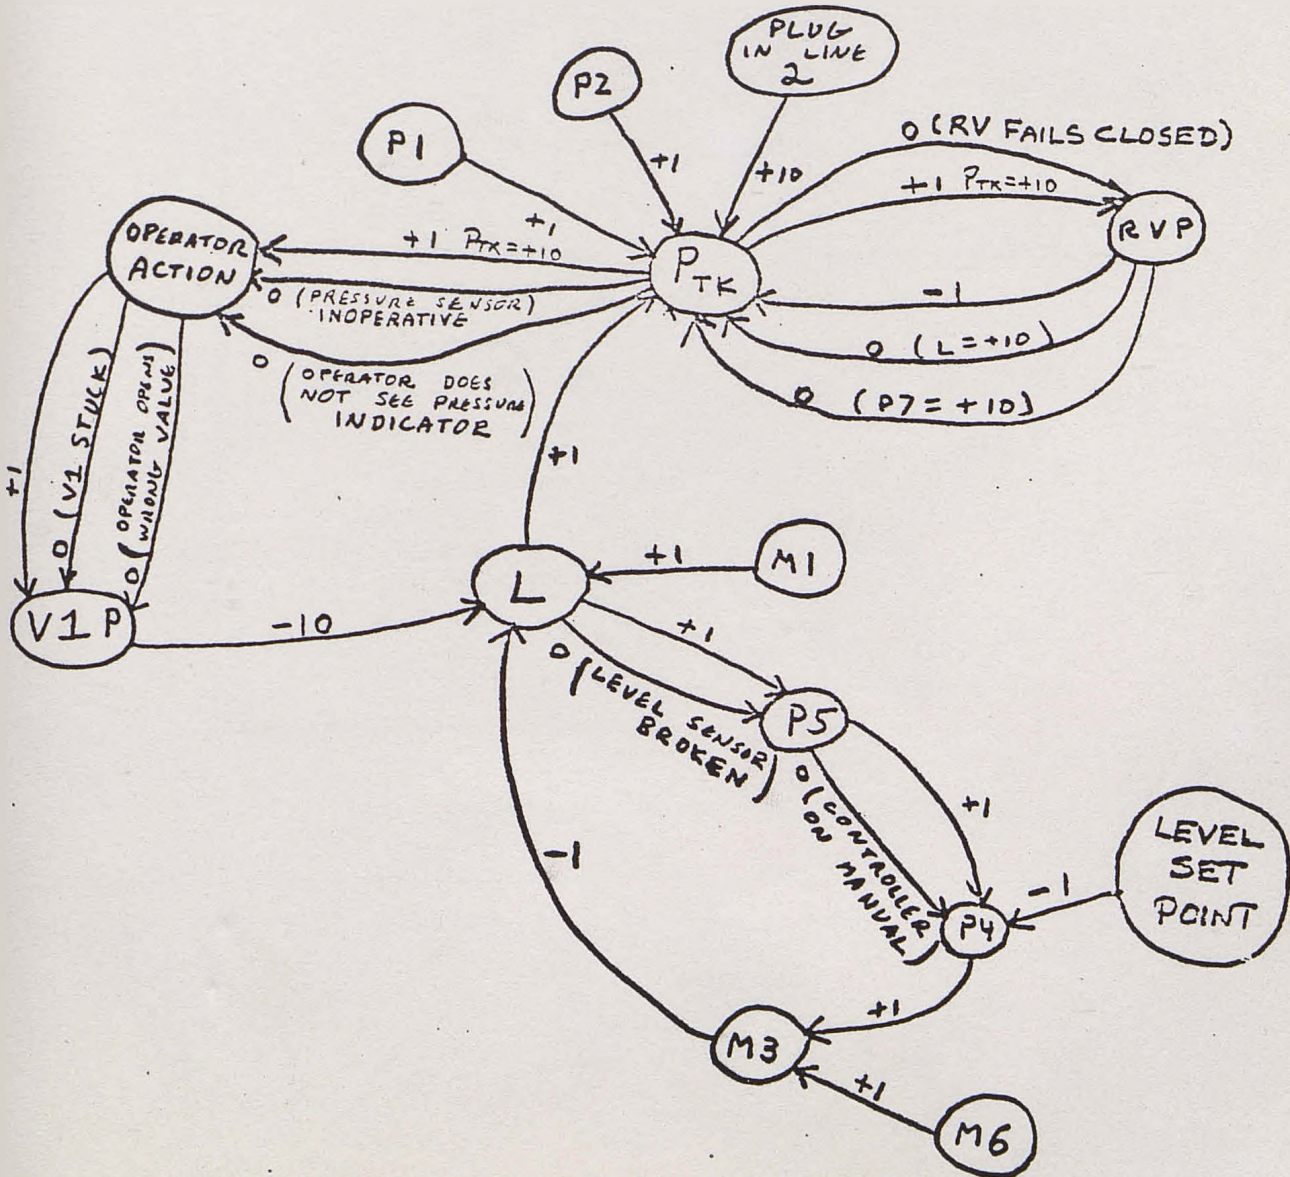 PLUG
IN LINE
2
P2
P1
0 (RV FAILS CLOSED)
+1
+10
+1 PTK=+10
+1
RVP
OPERATOR
ACTION
+1 PTK=+10
PTK
-1
0 (PRESSURE SENSOR)
INOPERATIVE
0 (L=+10)
0 (OPERATOR DOES
NOT SEE PRESSURE
INDICATOR)
0 (P7=+10)
+1
0 (V1 STUCK)
0 (OPERATOR OPENS
WRONG VALVE)
+1
M1
+1
L
V1 P
-10
+1
0 (LEVEL SENSOR
BROKEN)
P5
0 (CONTROLLER
ON MANUAL)
+1
LEVEL
SET
POINT
-1
-1
P4
+1
M3
+1
M6